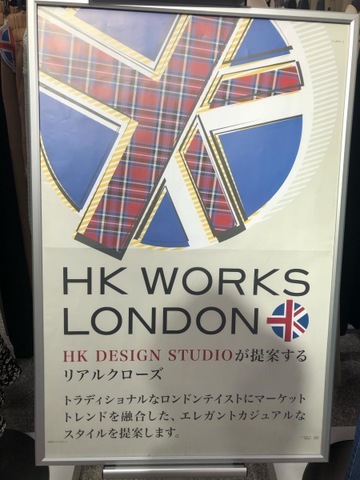 HK WORKS
LONDON
HK DESIGN STUDIOが提案する
リアルクローズ
トラディショナルなロンドンテイストにマーケット
トレンドを融合した、エレガントカジュアルな
スタイルを提案します。